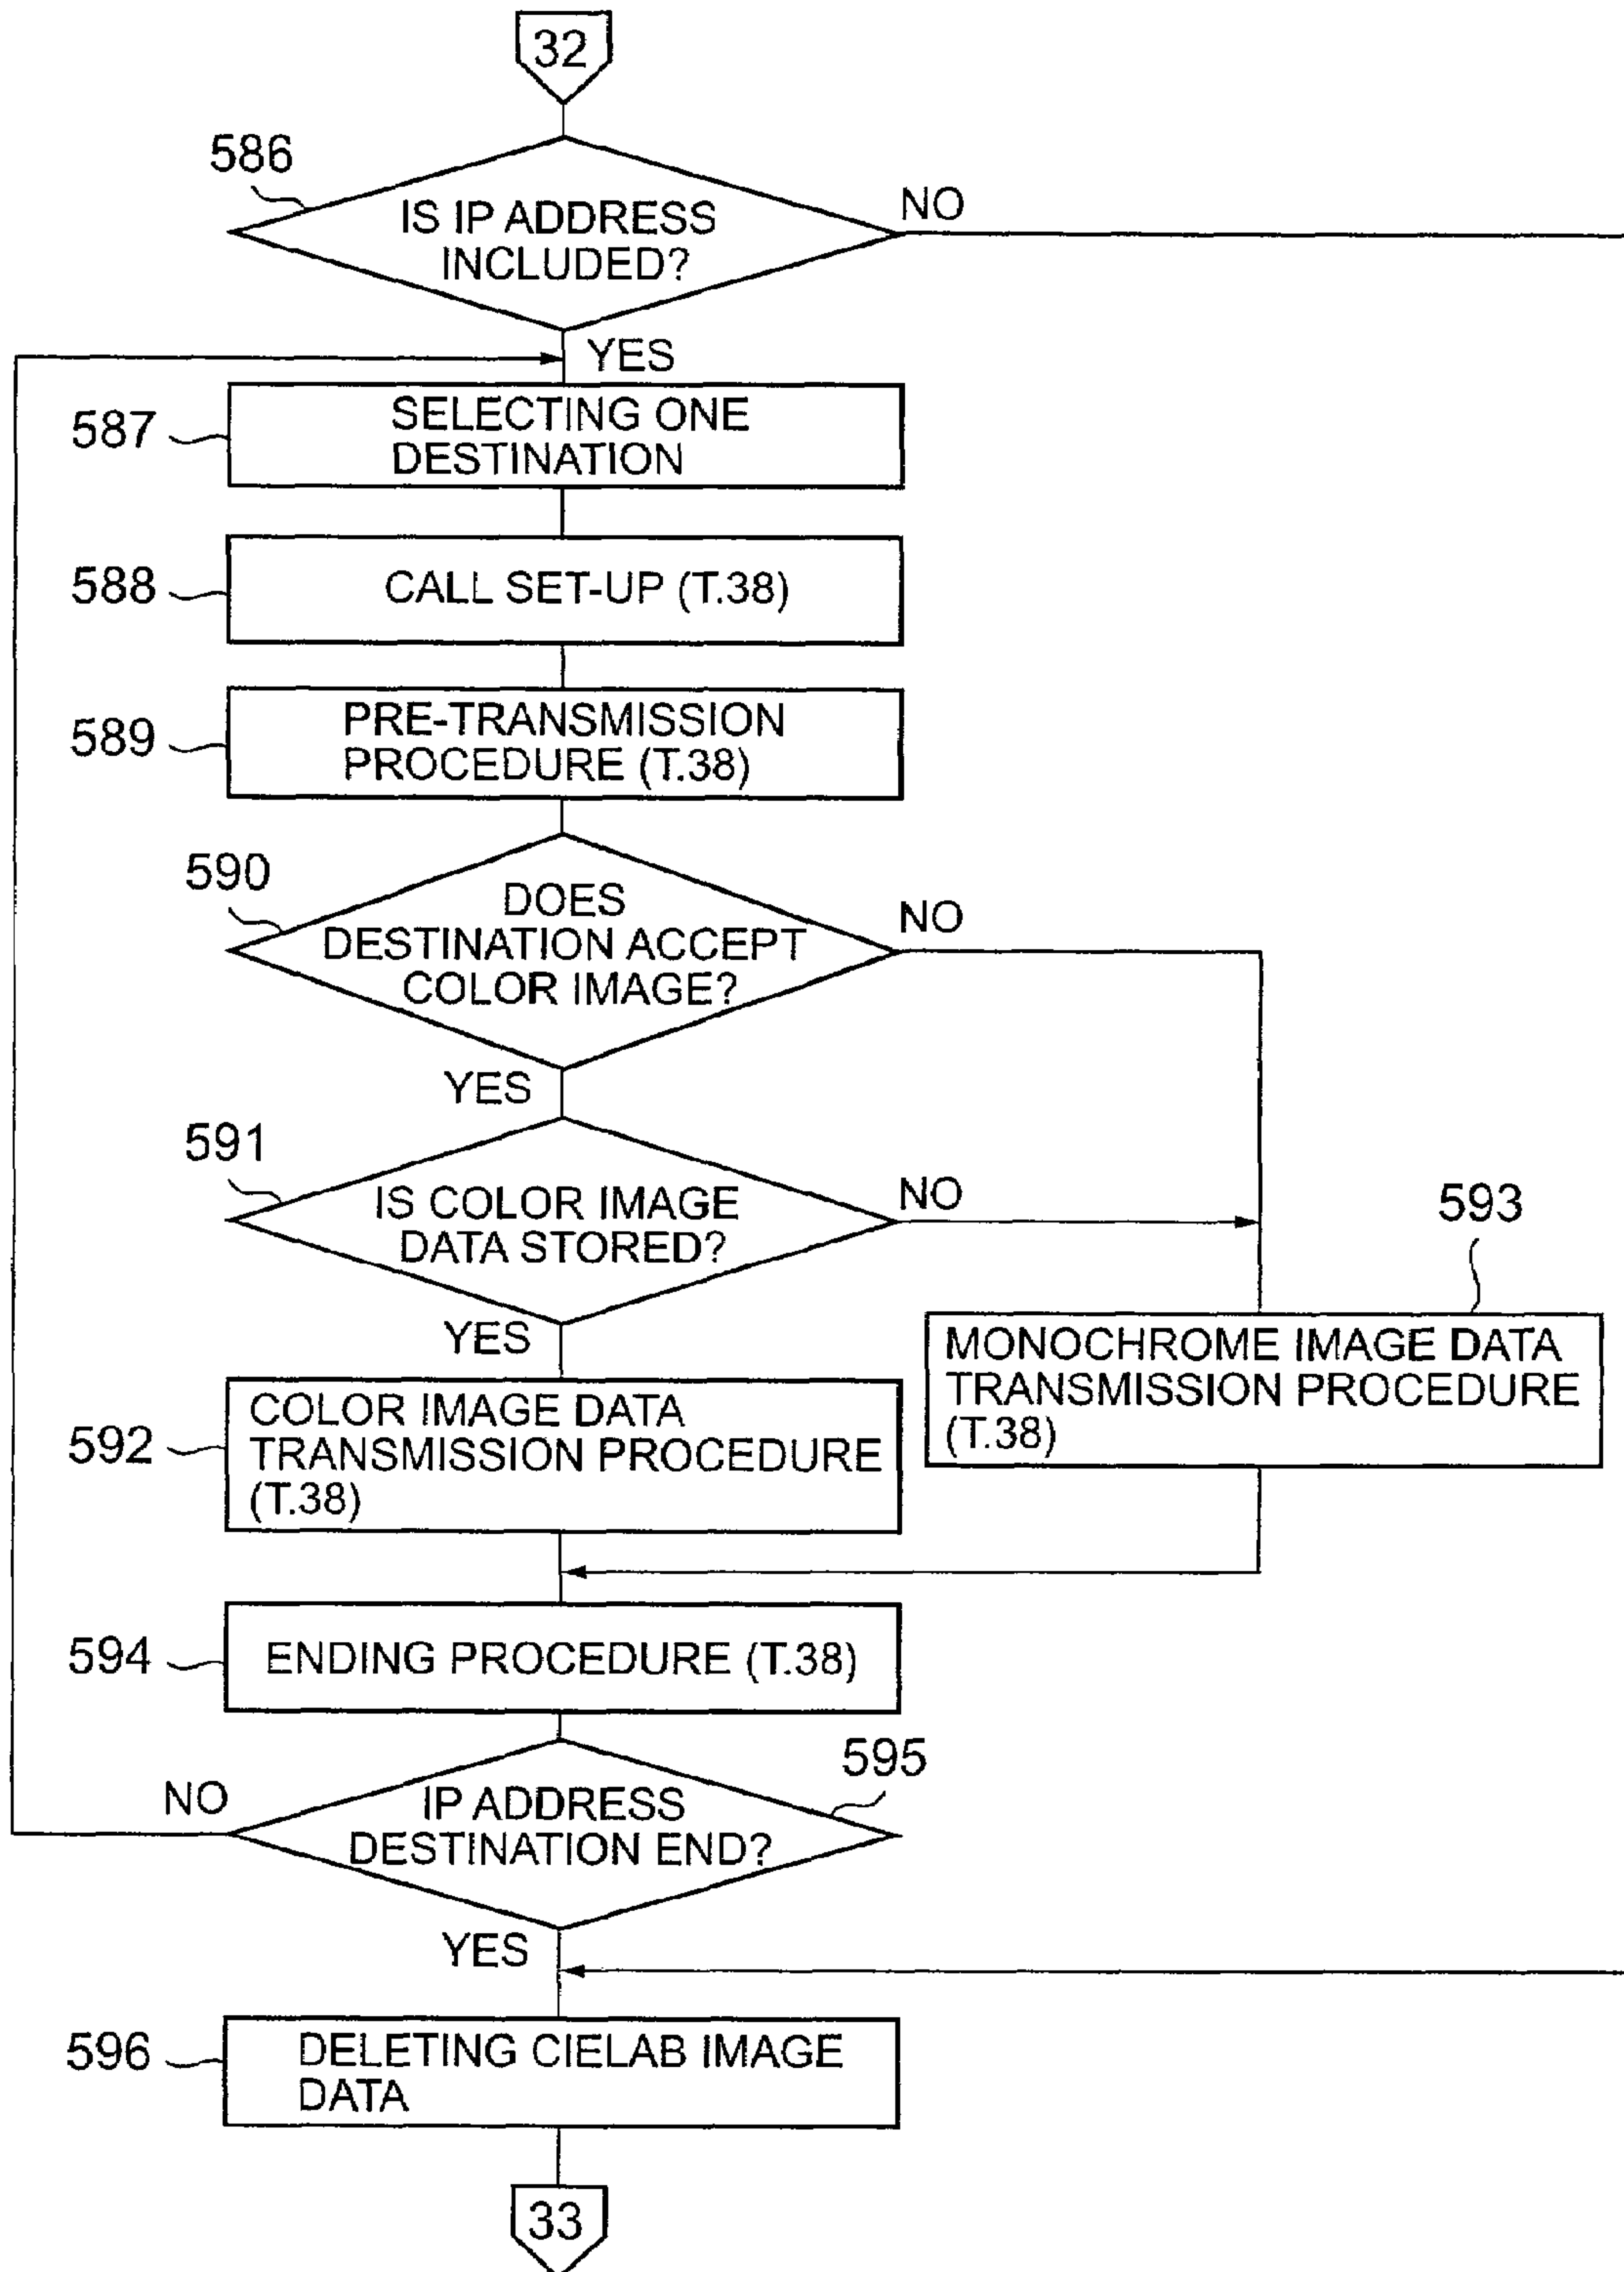 32
586
IS IP ADDRESS
INCLUDED?
NO
YES
587
SELECTING ONE
DESTINATION
588
CALL SET-UP (T.38)
589
PRE-TRANSMISSION
PROCEDURE (T.38)
590
DOES
DESTINATION ACCEPT
COLOR IMAGE?
NO
YES
591
IS COLOR IMAGE
DATA STORED?
NO
YES
593
MONOCHROME IMAGE DATA
TRANSMISSION PROCEDURE
(T.38)
592
COLOR IMAGE DATA
TRANSMISSION PROCEDURE
(T.38)
594
ENDING PROCEDURE (T.38)
595
IP ADDRESS
DESTINATION END?
NO
YES
596
DELETING CIELAB IMAGE
DATA
33